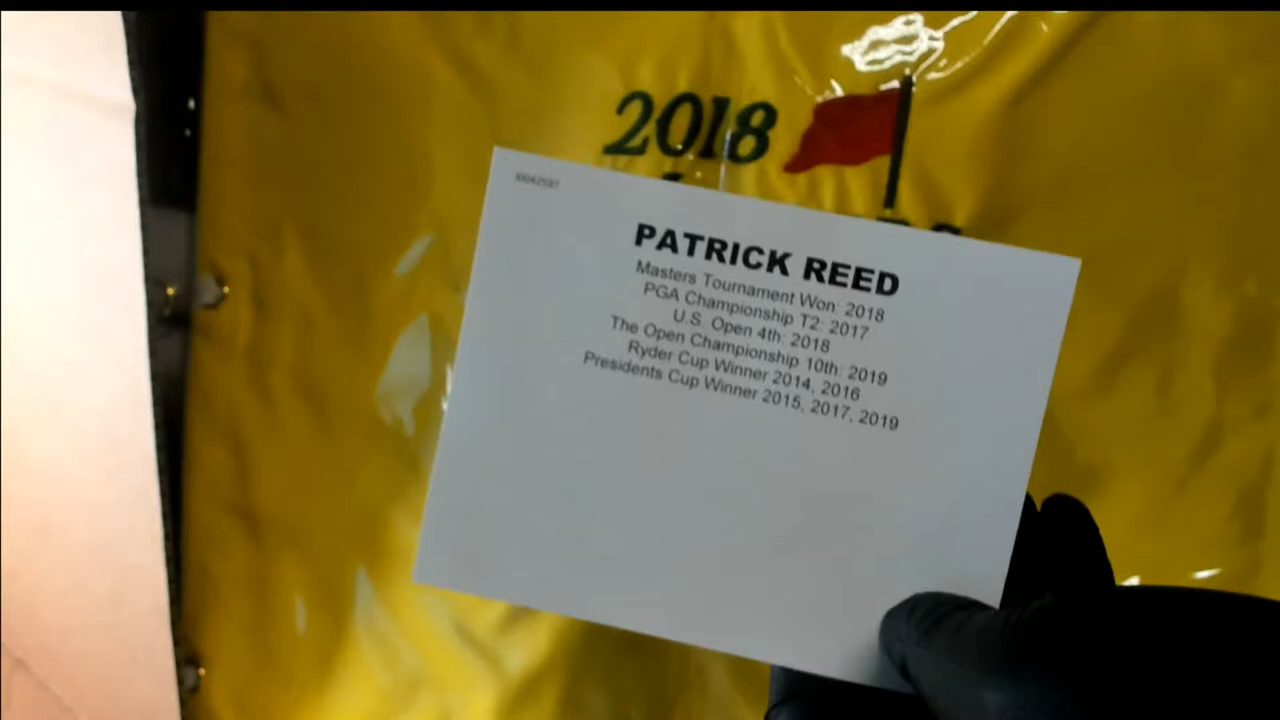 2018
PATRICK REED
Masters Tournament Won: 2018
PGA Championship T2: 2017
U.S. Open 4th: 2018
The Open Championship 10th: 2019
Ryder Cup Winner 2014, 2016
Presidents Cup Winner 2015, 2017, 2019